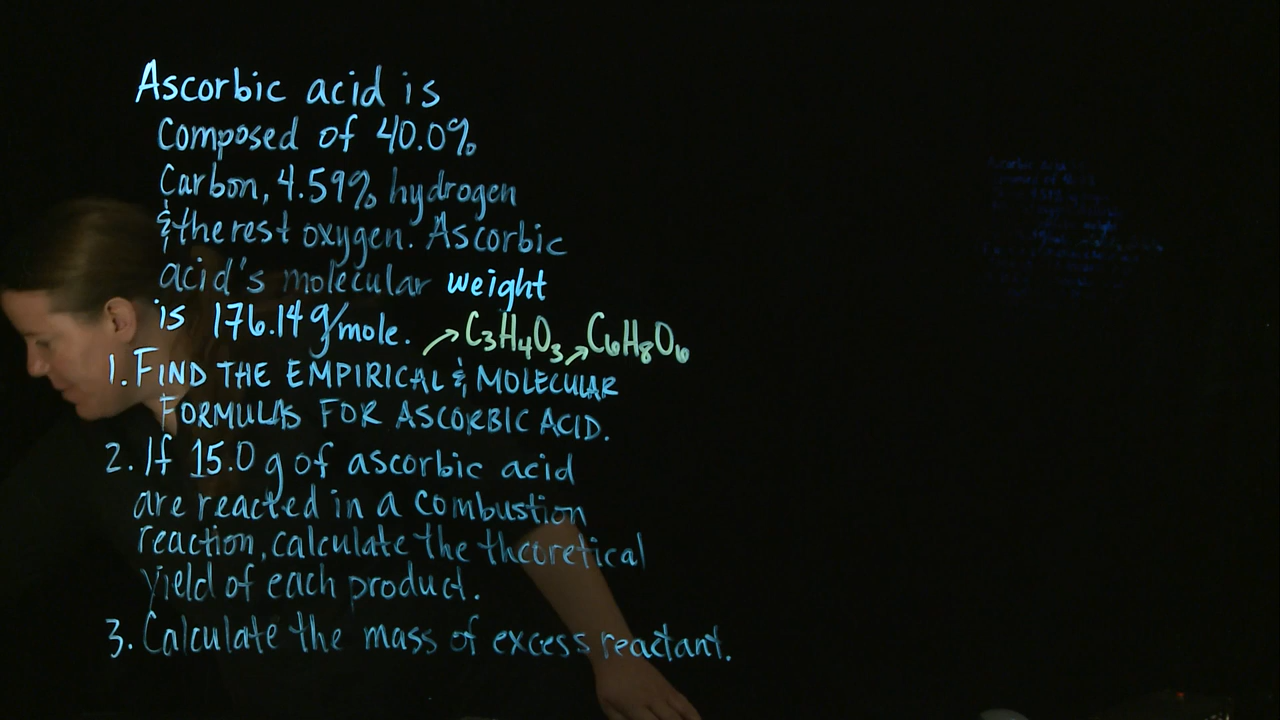 Ascorbic acid is
Composed of 40.0%
Carbon, 4.59% hydrogen
& the rest oxygen. Ascorbic
acid's molecular weight
is 176.14 g/mole.
→ C₃H₄O₃ → C₆H₈O₆
1. FIND THE EMPIRICAL & MOLECULAR
FORMULAS FOR ASCORBIC ACID.
2. If 15.0 g of ascorbic acid
are reacted in a combustion
reaction, calculate the theoretical
yield of each product.
3. Calculate the mass of excess reactant.